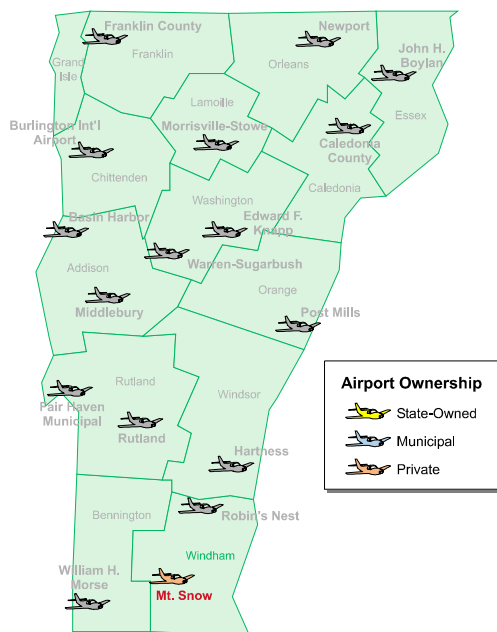 Franklin County
Newport
Franklin
Grand
Isle
Orleans
John H.
Boylan
Lamoille
Essex
Burlington Int'l
Airport
Morrisville-Stowe
Caledonia
County
Chittenden
Caledonia
Washington
Basin Harbor
Edward F.
Knapp
Addison
Warren-Sugarbush
Orange
Middlebury
Post Mills
Rutland
Windsor
Fair Haven
Municipal
Rutland
Hartness
Airport Ownership
State-Owned
Municipal
Private
Bennington
Robin's Nest
Windham
William H.
Morse
Mt. Snow